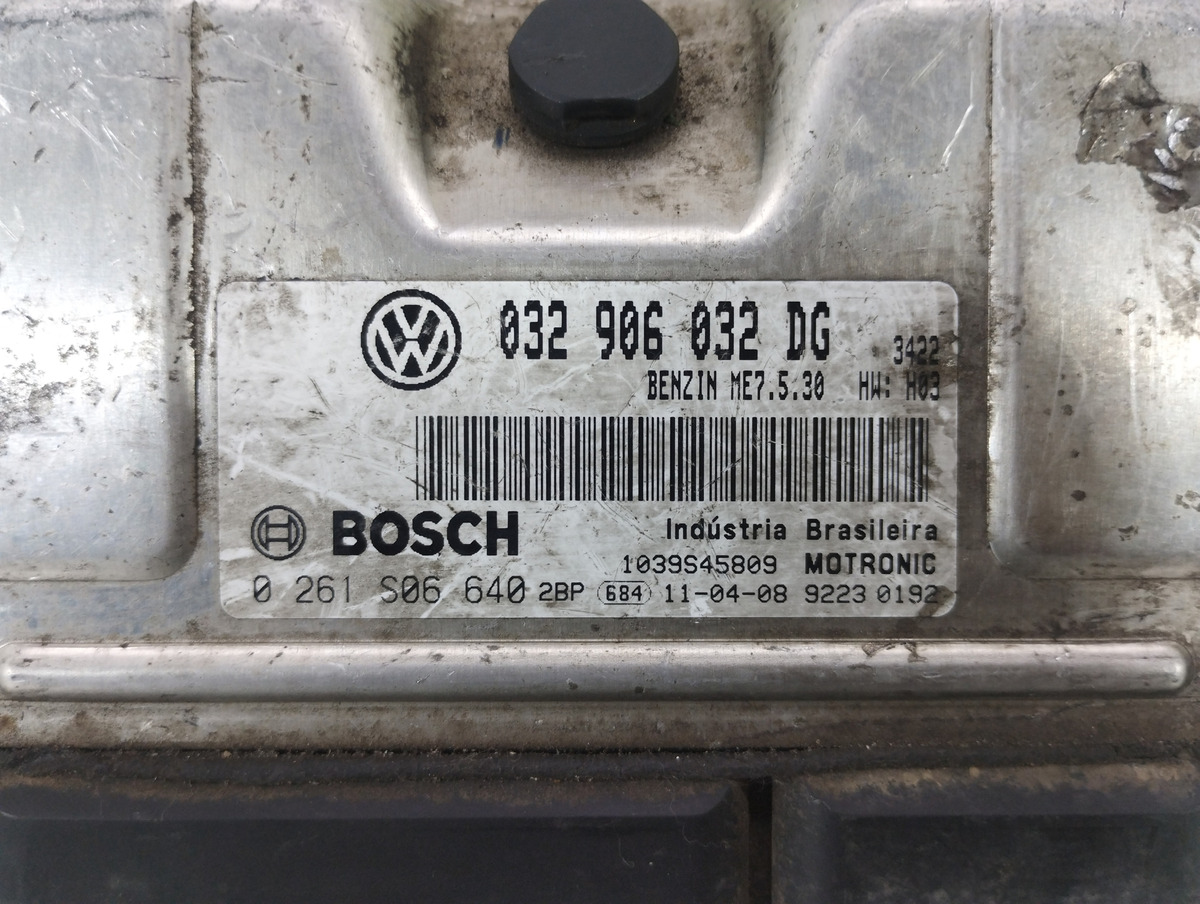 032 906 032 DG
3422
BENZIN ME7.5.30 HW: H03
BOSCH
Indústria Brasileira
1039S45809 MOTRONIC
0 261 S06 640 2BP 684 11-04-08 9223 0192